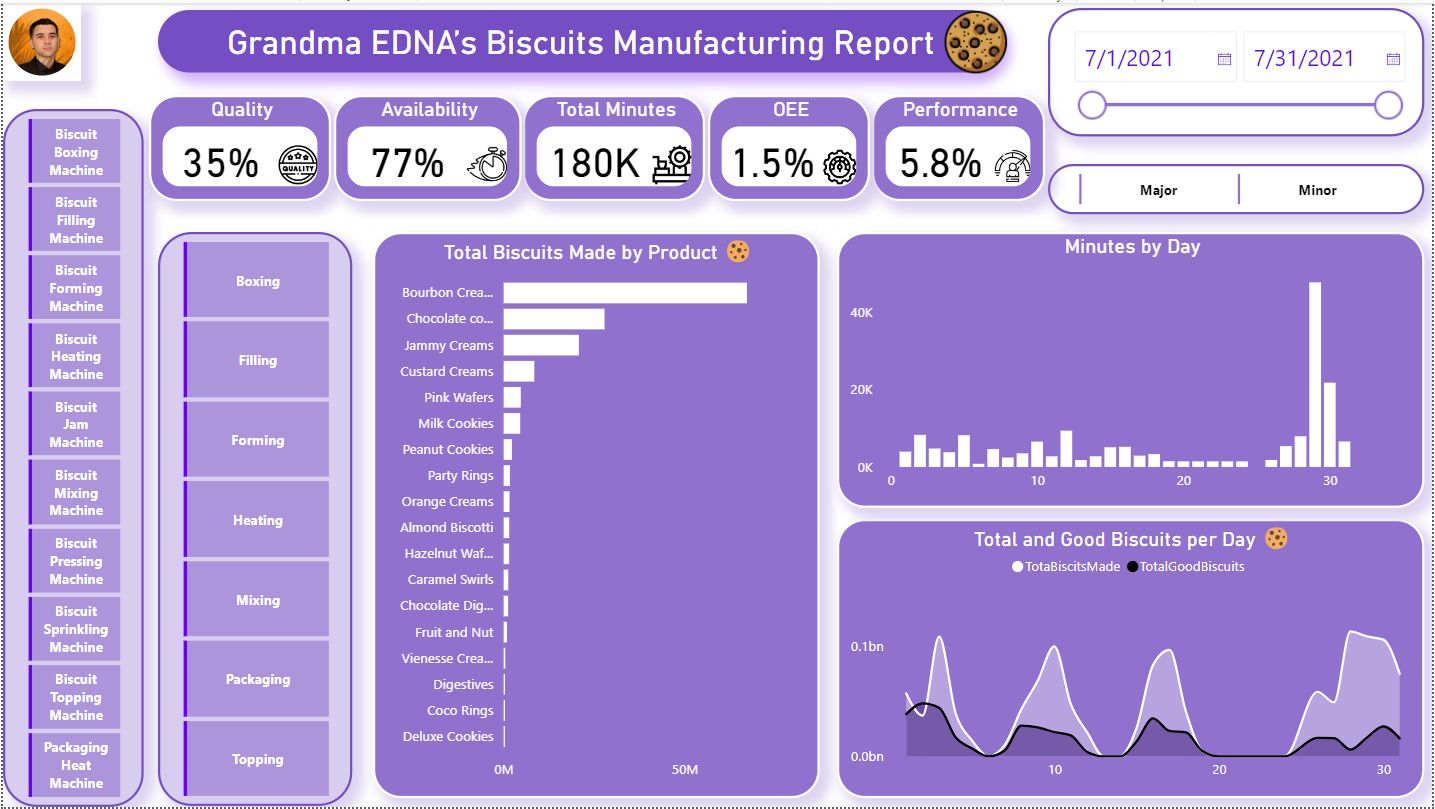 Grandma EDNA's Biscuits Manufacturing Report
7/1/2021
7/31/2021
Quality
35%
QUALITY
Availability
77%
Total Minutes
180K
OEE
1.5%
Performance
5.8%
Major
Minor
Biscuit
Boxing
Machine
Biscuit
Filling
Machine
Biscuit
Forming
Machine
Biscuit
Heating
Machine
Biscuit
Jam
Machine
Biscuit
Mixing
Machine
Biscuit
Pressing
Machine
Biscuit
Sprinkling
Machine
Biscuit
Topping
Machine
Packaging
Heat
Machine
Boxing
Filling
Forming
Heating
Mixing
Packaging
Topping
Total Biscuits Made by Product
Bourbon Crea...
Chocolate co...
Jammy Creams
Custard Creams
Pink Wafers
Milk Cookies
Peanut Cookies
Party Rings
Orange Creams
Almond Biscotti
Hazelnut Waf...
Caramel Swirls
Chocolate Dig...
Fruit and Nut
Vienesse Crea...
Digestives
Coco Rings
Deluxe Cookies
0M
50M
Minutes by Day
40K
20K
0K
0
10
20
30
Total and Good Biscuits per Day
TotaBiscitsMade
TotalGoodBiscuits
0.1bn
0.0bn
10
20
30